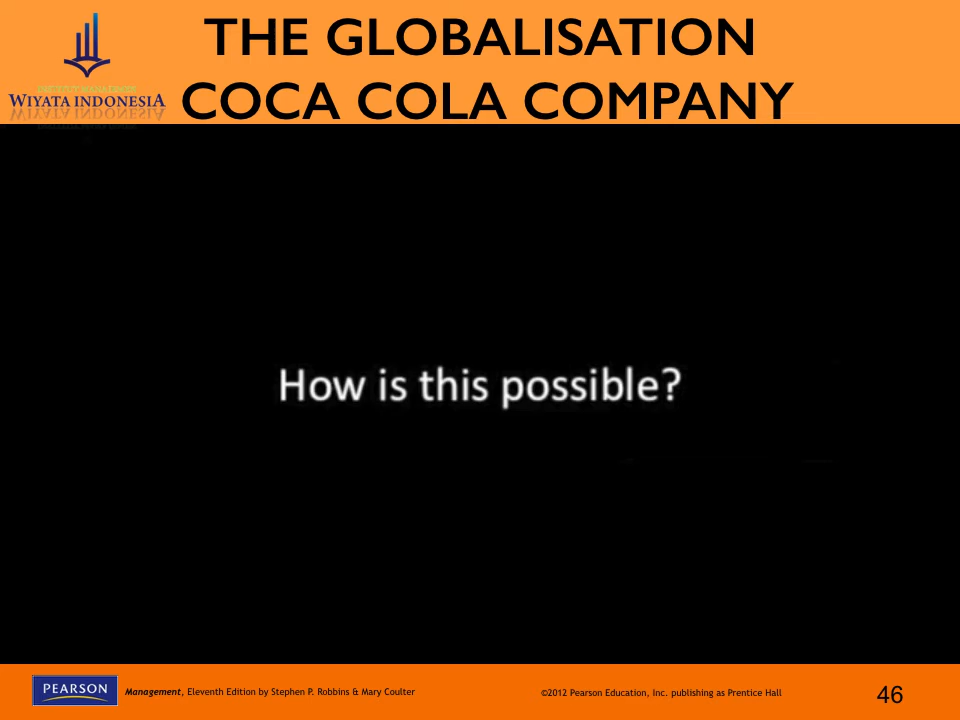 THE GLOBALISATION
COCA COLA COMPANY
WIYATA INDONESIA
How is this possible?
PEARSON
Management, Eleventh Edition by Stephen P. Robbins & Mary Coulter
©2012 Pearson Education, Inc. publishing as Prentice Hall
46